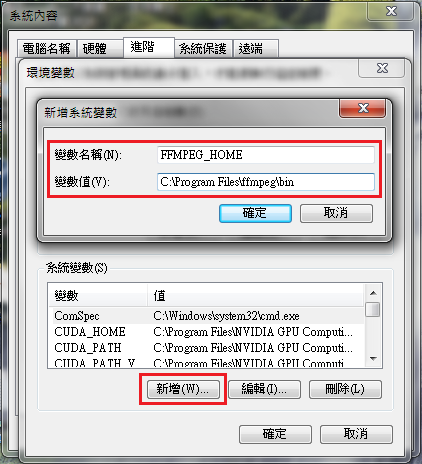 系統內容
電腦名稱 硬體 進階 系統保護 遠端
環境變數
新增系統變數
變數名稱(N): FFMPEG_HOME
變數值(V): C:\Program Files\ffmpeg\bin
確定 取消
系統變數(S)
變數 值
ComSpec C:\Windows\system32\cmd.exe
CUDA_HOME C:\Program Files\NVIDIA GPU Computi...
CUDA_PATH C:\Program Files\NVIDIA GPU Computi...
CUDA_PATH_V C:\Program Files\NVIDIA GPU Computi...
新增(W)... 編輯(I)... 刪除(L)
確定 取消